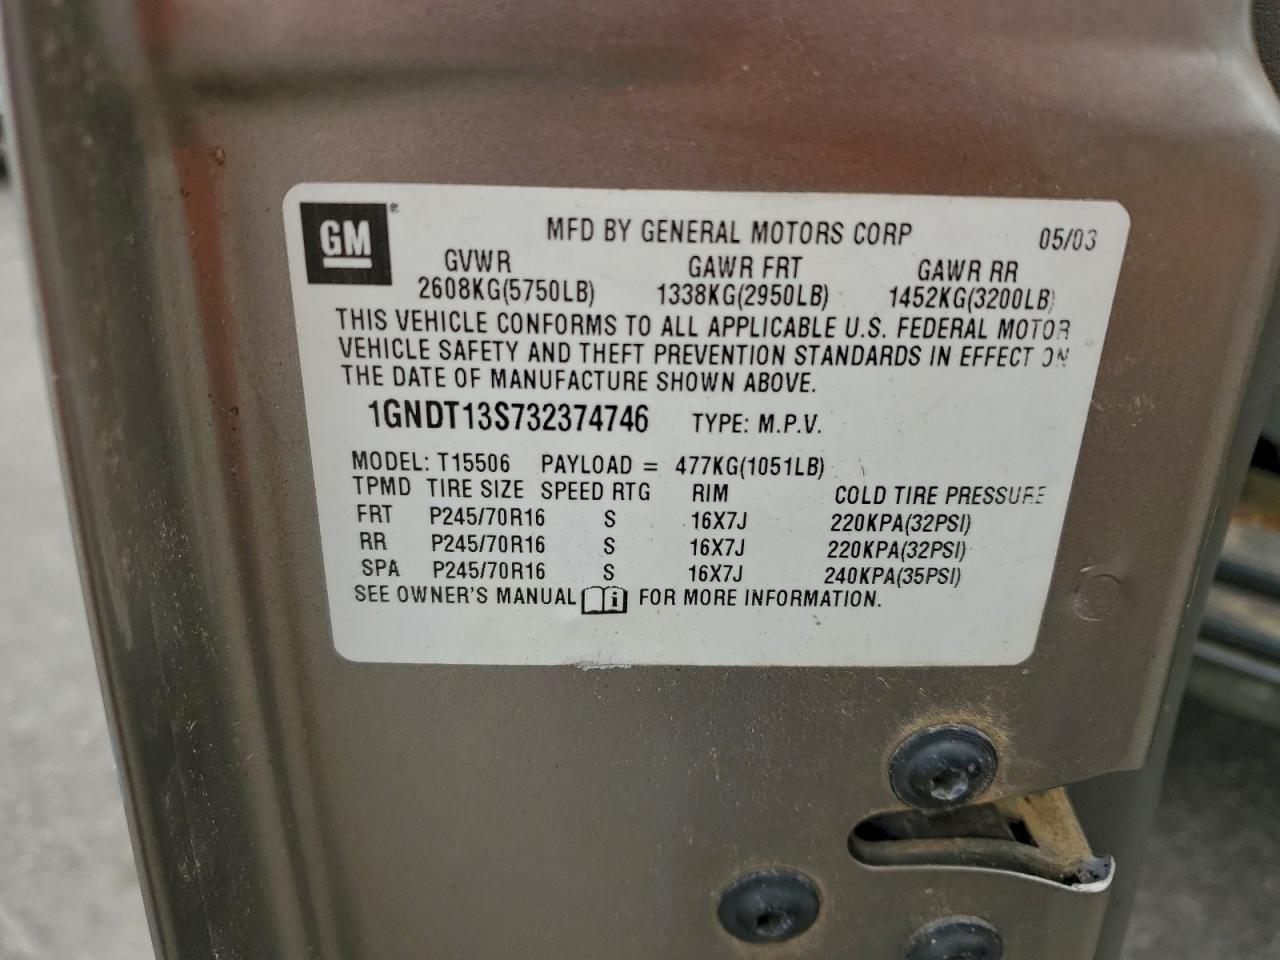 GM®
MFD BY GENERAL MOTORS CORP 05/03
GVWR GAWR FRT GAWR RR
2608KG(5750LB) 1338KG(2950LB) 1452KG(3200LB)
THIS VEHICLE CONFORMS TO ALL APPLICABLE U.S. FEDERAL MOTOR
VEHICLE SAFETY AND THEFT PREVENTION STANDARDS IN EFFECT ON
THE DATE OF MANUFACTURE SHOWN ABOVE.
1GNDT13S732374746 TYPE: M.P.V.
MODEL: T15506 PAYLOAD = 477KG(1051LB)
TPMD TIRE SIZE SPEED RTG RIM COLD TIRE PRESSURE
FRT P245/70R16 S 16X7J 220KPA(32PSI)
RR P245/70R16 S 16X7J 220KPA(32PSI)
SPA P245/70R16 S 16X7J 240KPA(35PSI)
SEE OWNER'S MANUAL i FOR MORE INFORMATION.